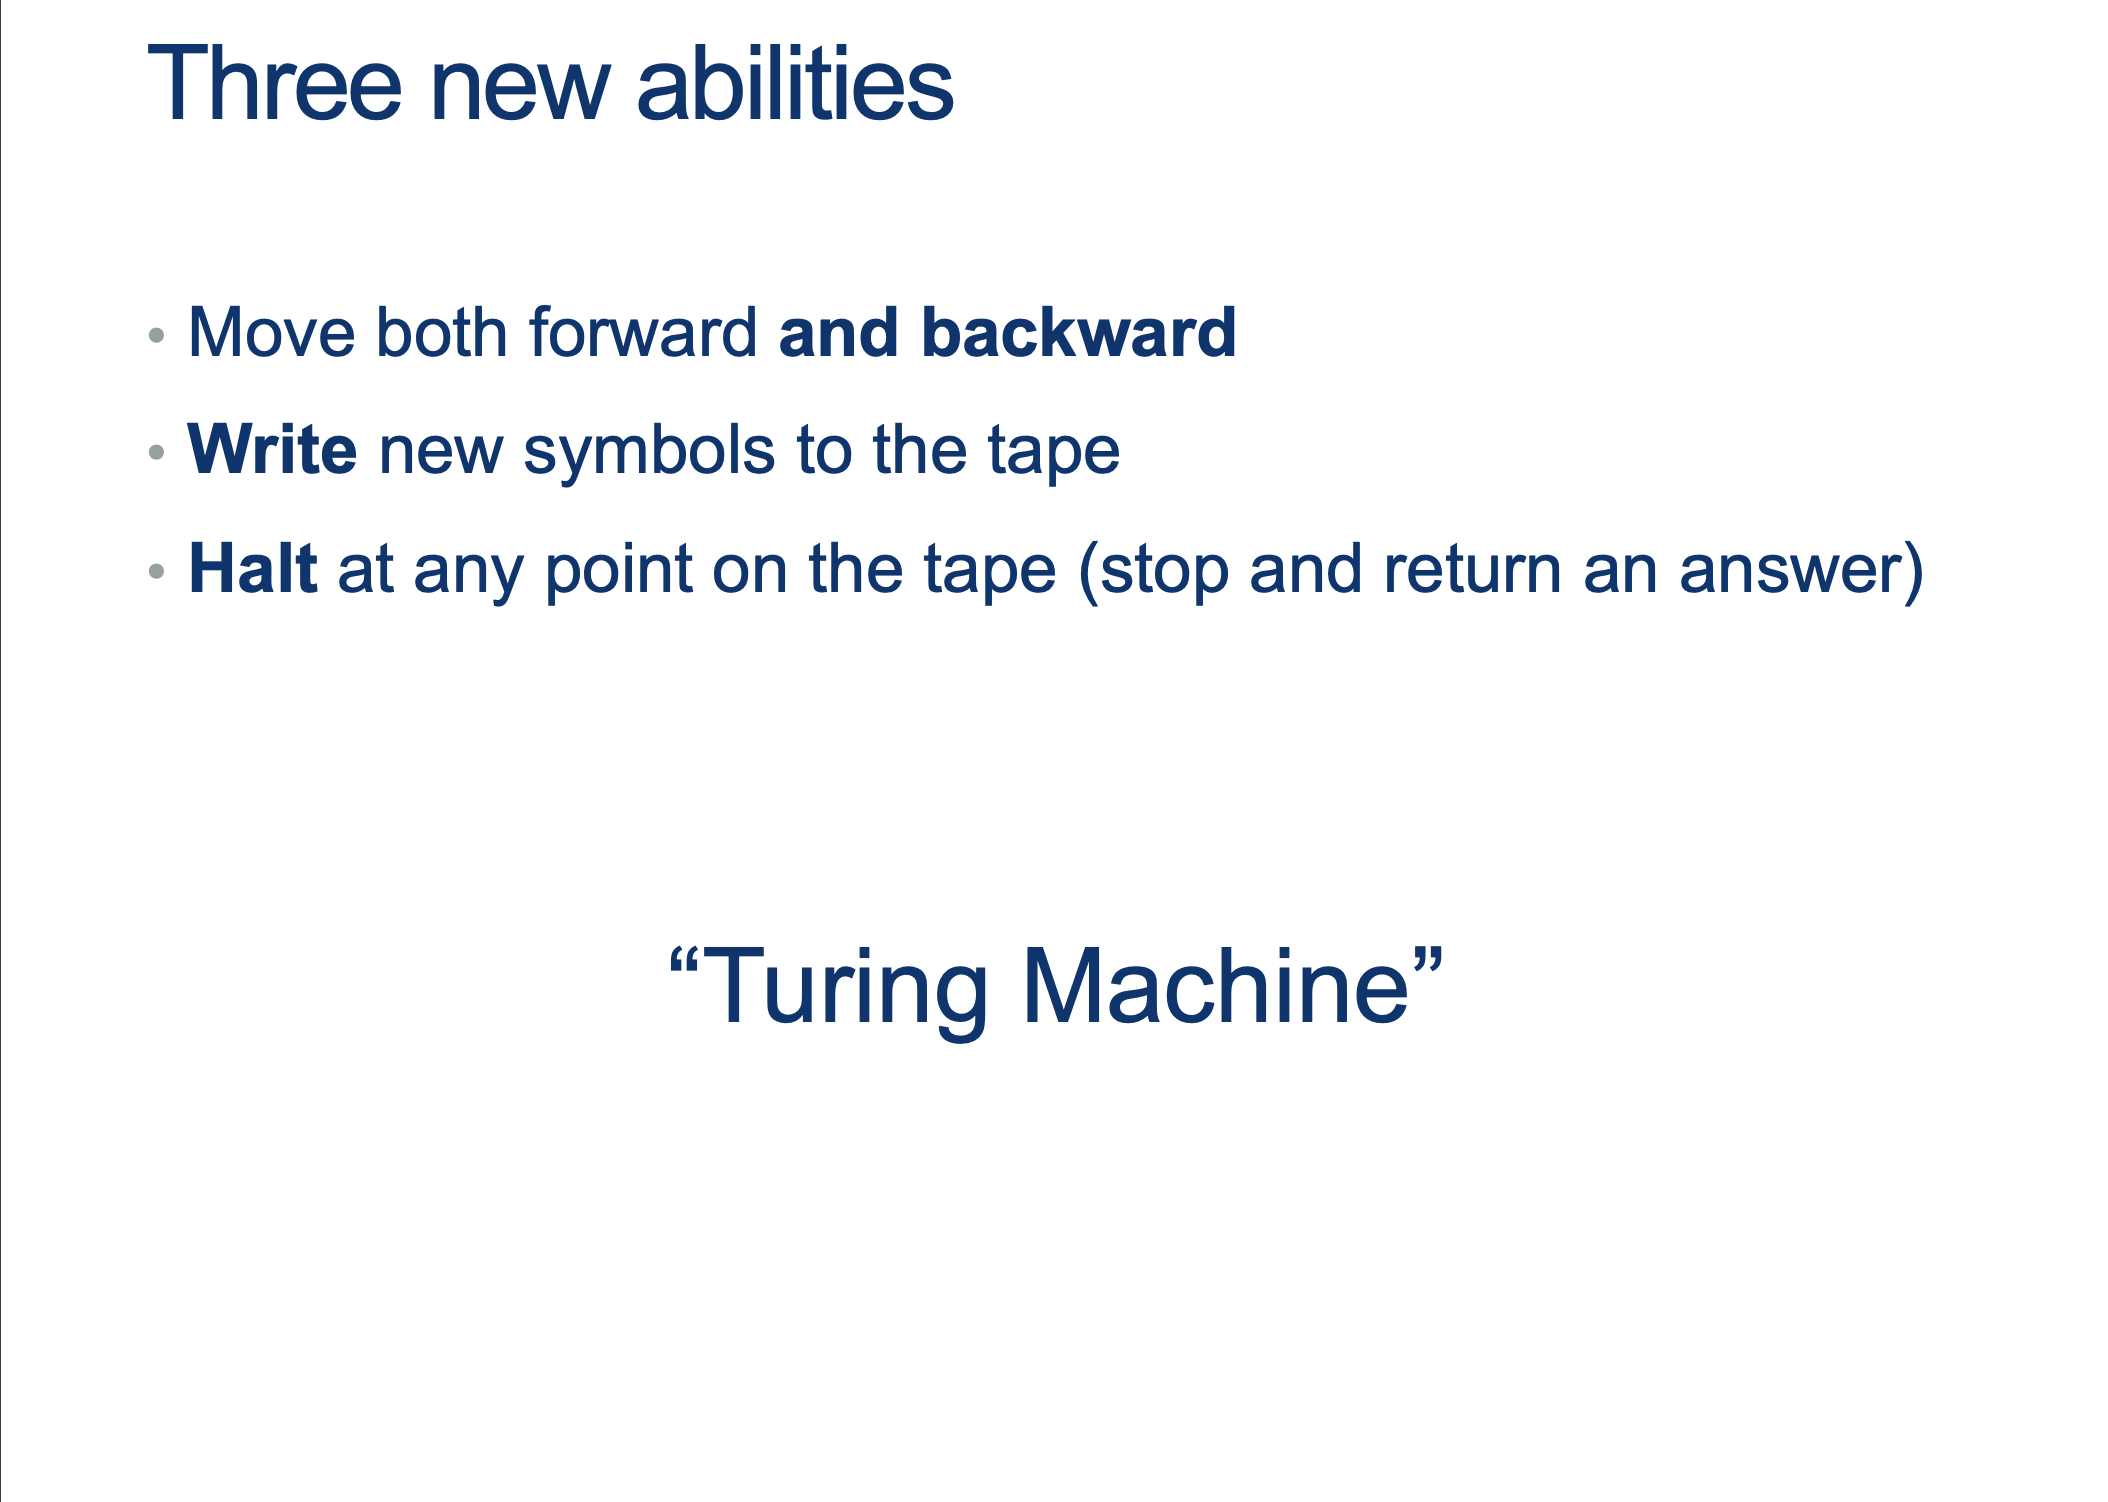 Three new abilities
• Move both forward and backward
• Write new symbols to the tape
• Halt at any point on the tape (stop and return an answer)
“Turing Machine”